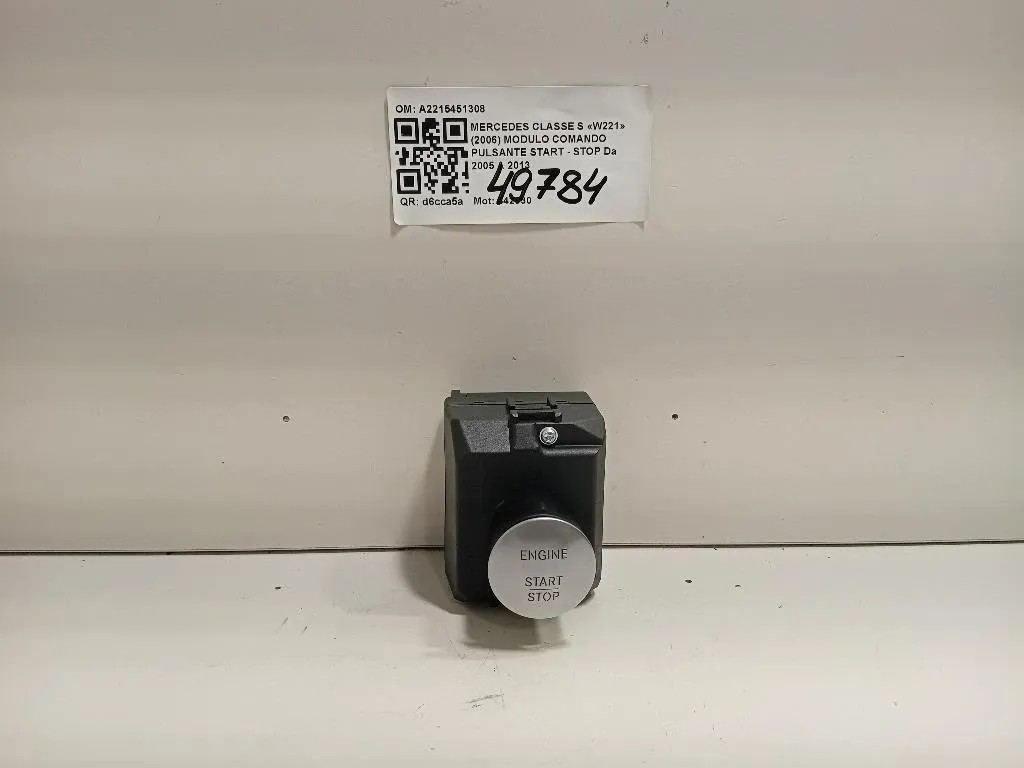 OM: A2215451308
MERCEDES CLASSE S «W221»
(2006) MODULO COMANDO
PULSANTE START - STOP Da
2005 A 2013
49784
QR: d6cca5a Mot:
ENGINE
START
STOP